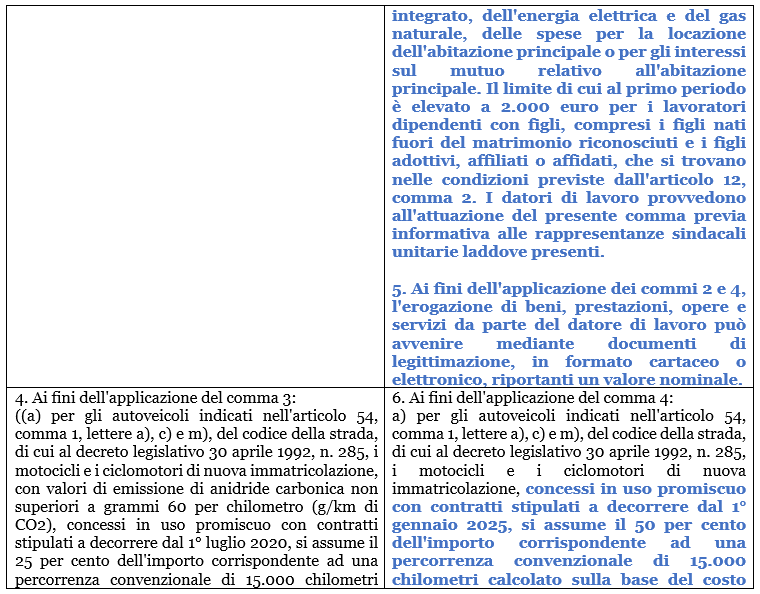 integrato, dell'energia elettrica e del gas
naturale, delle spese per la locazione
dell'abitazione principale o per gli interessi
sul mutuo relativo all'abitazione
principale. Il limite di cui al primo periodo
è elevato a 2.000 euro per i lavoratori
dipendenti con figli, compresi i figli nati
fuori del matrimonio riconosciuti e i figli
adottivi, affiliati o affidati, che si trovano
nelle condizioni previste dall'articolo 12,
comma 2. I datori di lavoro provvedono
all'attuazione del presente comma previa
informativa alle rappresentanze sindacali
unitarie laddove presenti.
5. Ai fini dell'applicazione dei commi 2 e 4,
l'erogazione di beni, prestazioni, opere e
servizi da parte del datore di lavoro può
avvenire mediante documenti di
legittimazione, in formato cartaceo o
elettronico, riportanti un valore nominale.
4. Ai fini dell'applicazione del comma 3:
((a) per gli autoveicoli indicati nell'articolo 54,
comma 1, lettere a), c) e m), del codice della strada,
di cui al decreto legislativo 30 aprile 1992, n. 285, i
motocicli e i ciclomotori di nuova immatricolazione,
con valori di emissione di anidride carbonica non
superiori a grammi 60 per chilometro (g/km di
CO2), concessi in uso promiscuo con contratti
stipulati a decorrere dal 1° luglio 2020, si assume il
25 per cento dell'importo corrispondente ad una
percorrenza convenzionale di 15.000 chilometri
6. Ai fini dell'applicazione del comma 4:
a) per gli autoveicoli indicati nell'articolo 54,
comma 1, lettere a), c) e m), del codice della strada,
di cui al decreto legislativo 30 aprile 1992, n. 285,
i motocicli e i ciclomotori di nuova
immatricolazione, concessi in uso promiscuo
con contratti stipulati a decorrere dal 1°
gennaio 2025, si assume il 50 per cento
dell'importo corrispondente ad una
percorrenza convenzionale di 15.000
chilometri calcolato sulla base del costo